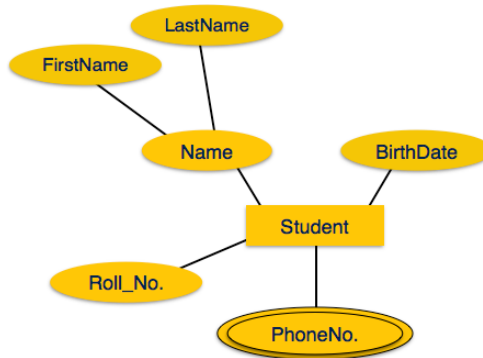 LastName
FirstName
Name
BirthDate
Student
Roll_No.
PhoneNo.